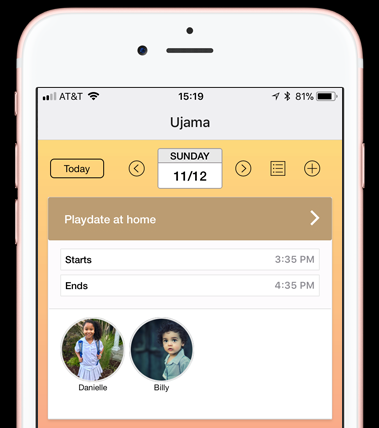 AT&T 15:19 81%
Ujama
Today SUNDAY
11/12
Playdate at home
Starts 3:35 PM
Ends 4:35 PM
Danielle Billy